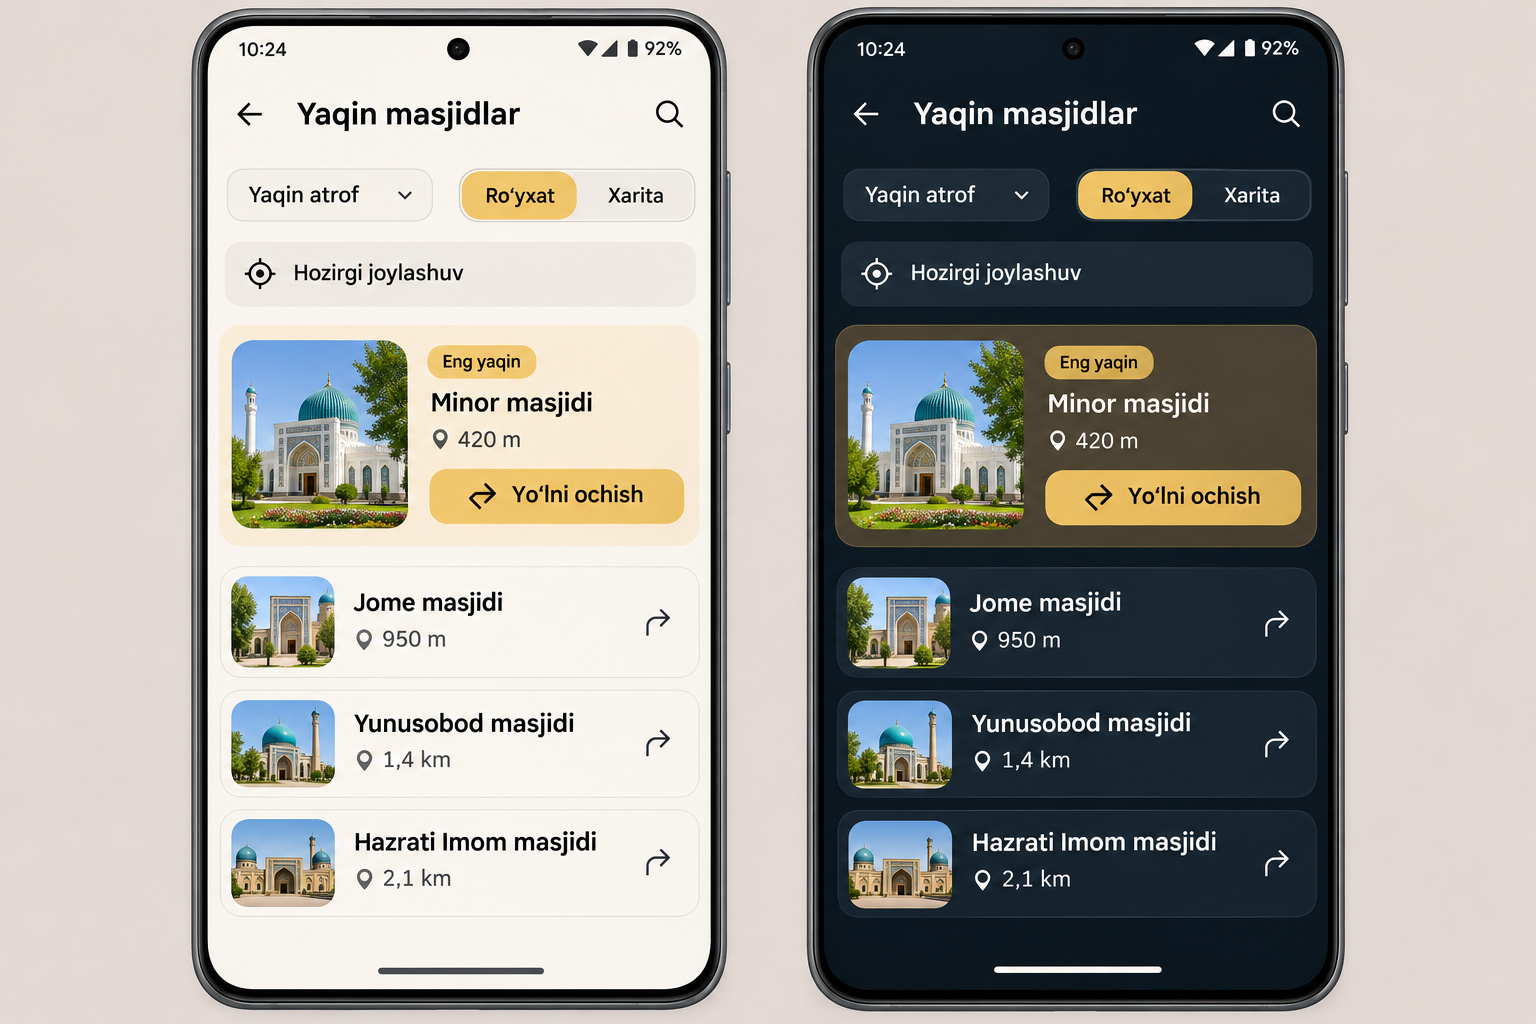 10:24 92%
Yaqin masjidlar
Yaqin atrof Ro‘yxat Xarita
Hozirgi joylashuv
Eng yaqin
Minor masjidi
420 m
Yo‘lni ochish
Jome masjidi
950 m
Yunusobod masjidi
1,4 km
Hazrati Imom masjidi
2,1 km
10:24 92%
Yaqin masjidlar
Yaqin atrof Ro‘yxat Xarita
Hozirgi joylashuv
Eng yaqin
Minor masjidi
420 m
Yo‘lni ochish
Jome masjidi
950 m
Yunusobod masjidi
1,4 km
Hazrati Imom masjidi
2,1 km